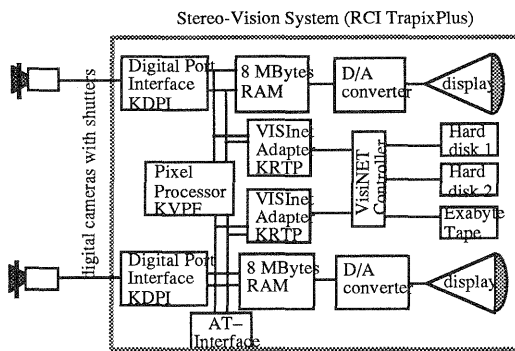 Stereo-Vision System (RCI TrapixPlus)
digital cameras with shutters
Digital Port
Interface
KDPI
8 MBytes
RAM
D/A
converter
display
VISInet
Adapte
KRTP
VisiNET
Controller
Hard
disk 1
Hard
disk 2
Exabyte
Tape
Pixel
Processor
KVPF
VISInet
Adapte
KRTP
Digital Port
Interface
KDPI
8 MBytes
RAM
D/A
converter
display
AT-
Interface